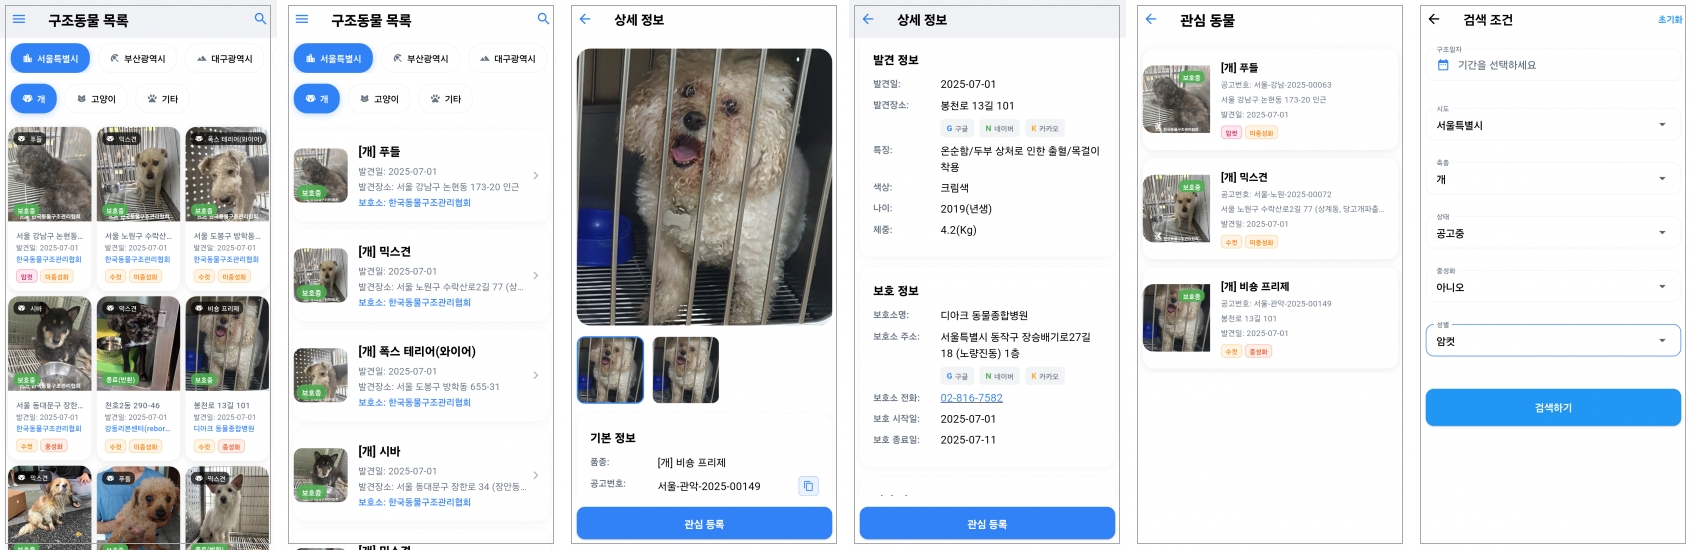 구조동물 목록
서울특별시
부산광역시
대구광역시
개
고양이
기타
푸들
믹스견
폭스 테리어(와이어)
보호중
보호중
보호중
한국동물구조관리협회
한국동물구조관리협회
한국동물구조관리협회
서울 강남구 논현동...
서울 노원구 수락산...
서울 도봉구 방학동...
발견일: 2025-07-01
발견일: 2025-07-01
발견일: 2025-07-01
한국동물구조관리협회
한국동물구조관리협회
한국동물구조관리협회
암컷
미중성화
수컷
미중성화
수컷
미중성화
시바
믹스견
비숑 프리제
보호중
종료(반환)
보호중
서울 동대문구 장한...
천호2동 290-46
봉천로 13길 101
발견일: 2025-07-01
발견일: 2025-07-01
발견일: 2025-07-01
한국동물구조관리협회
강동리본센터(rebor...
디아크 동물종합병원
수컷
중성화
수컷
미중성화
수컷
중성화
믹스견
푸들
믹스견
구조동물 목록
서울특별시
부산광역시
대구광역시
개
고양이
기타
[개] 푸들
발견일: 2025-07-01
발견장소: 서울 강남구 논현동 173-20 인근
보호소: 한국동물구조관리협회
보호중
[개] 믹스견
발견일: 2025-07-01
발견장소: 서울 노원구 수락산로2길 77 (상...
보호소: 한국동물구조관리협회
보호중
[개] 폭스 테리어(와이어)
발견일: 2025-07-01
발견장소: 서울 도봉구 방학동 655-31
보호소: 한국동물구조관리협회
보호중
[개] 시바
발견일: 2025-07-01
발견장소: 서울 동대문구 장한로 34 (장안동...
보호소: 한국동물구조관리협회
보호중
상세 정보
기본 정보
품종:
[개] 비숑 프리제
공고번호:
서울-관악-2025-00149
관심 등록
상세 정보
발견 정보
발견일:
2025-07-01
발견장소:
봉천로 13길 101
G 구글
N 네이버
K 카카오
특징:
온순함/두부 상처로 인한 출혈/목걸이
착용
색상:
크림색
나이:
2019(년생)
체중:
4.2(Kg)
보호 정보
보호소명:
디아크 동물종합병원
보호소 주소:
서울특별시 동작구 장승배기로27길
18 (노량진동) 1층
G 구글
N 네이버
K 카카오
보호소 전화:
02-816-7582
보호 시작일:
2025-07-01
보호 종료일:
2025-07-11
관심 등록
관심 동물
[개] 푸들
공고번호: 서울-강남-2025-00063
서울 강남구 논현동 173-20 인근
발견일: 2025-07-01
암컷
미중성화
보호중
[개] 믹스견
공고번호: 서울-노원-2025-00072
서울 노원구 수락산로2길 77 (상계동, 당고개파출...
발견일: 2025-07-01
수컷
미중성화
보호중
[개] 비숑 프리제
공고번호: 서울-관악-2025-00149
봉천로 13길 101
발견일: 2025-07-01
수컷
중성화
보호중
검색 조건
초기화
구조일자
기간을 선택하세요
시도
서울특별시
축종
개
상태
공고중
중성화
아니오
성별
암컷
검색하기